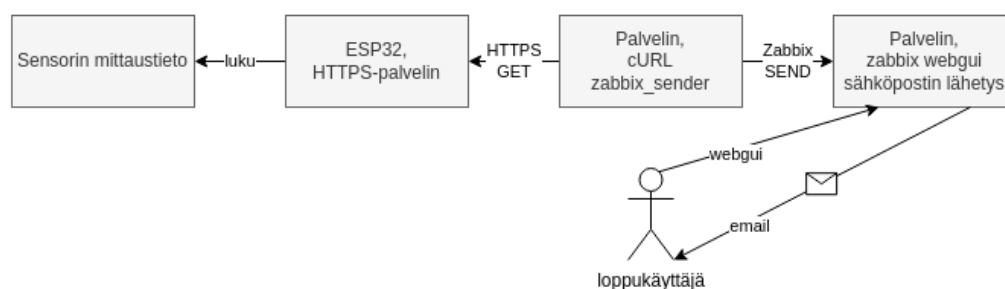 Sensorin mittaustieto
luku
ESP32,
HTTPS-palvelin
HTTPS
GET
Palvelin,
cURL
zabbix_sender
Zabbix
SEND
Palvelin,
zabbix webgui
sähköpostin lähetys
webgui
email
loppukäyttäjä